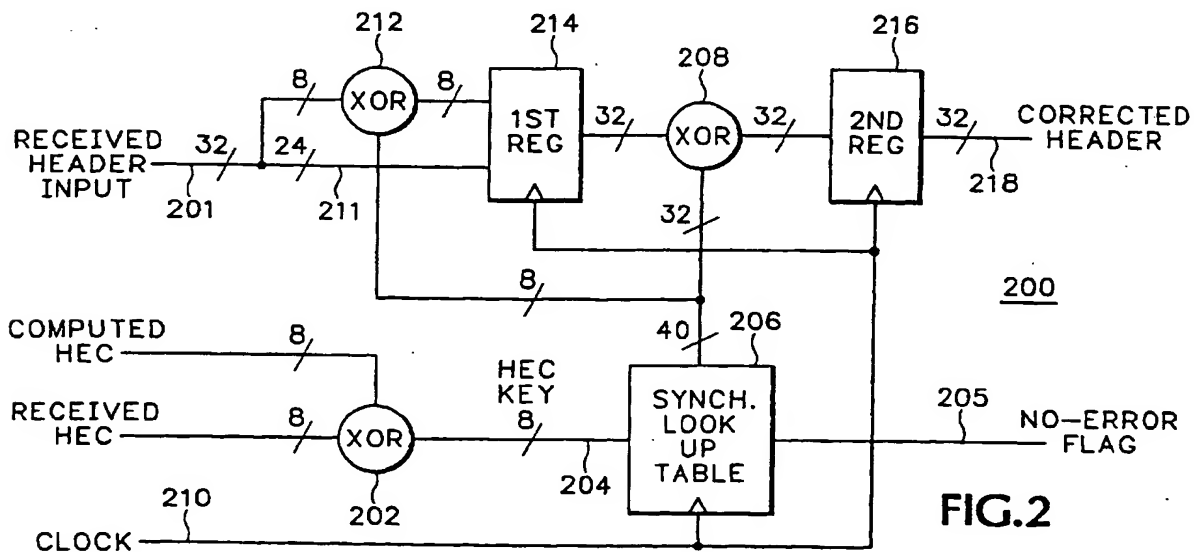 212
214
216
208
8
XOR
8
1ST
REG
32
XOR
32
2ND
REG
32
CORRECTED
HEADER
218
RECEIVED
HEADER
INPUT
32
24
201
211
32
8
200
COMPUTED
HEC
8
40
206
HEC
KEY
RECEIVED
HEC
8
XOR
8
SYNCH.
LOOK
UP
TABLE
205
NO-ERROR
FLAG
204
202
210
CLOCK
FIG.2